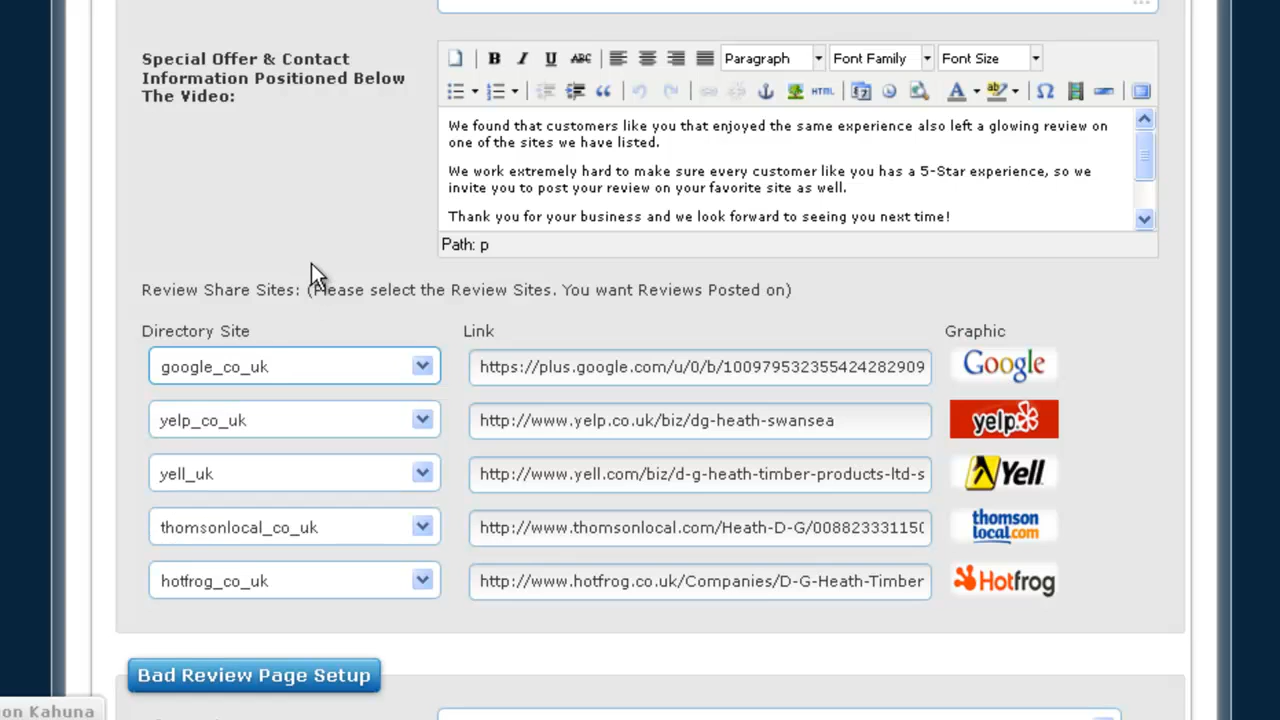 Special Offer & Contact
Information Positioned Below
The Video:
B I U ABC Paragraph Font Family Font Size
HTML A ab
We found that customers like you that enjoyed the same experience also left a glowing review on
one of the sites we have listed.
We work extremely hard to make sure every customer like you has a 5-Star experience, so we
invite you to post your review on your favorite site as well.
Thank you for your business and we look forward to seeing you next time!
Path: p
Review Share Sites: (Please select the Review Sites. You want Reviews Posted on)
Directory Site Link Graphic
google_co_uk https://plus.google.com/u/0/b/100979532355424282909 Google
yelp_co_uk http://www.yelp.co.uk/biz/dg-heath-swansea yelp
yell_uk http://www.yell.com/biz/d-g-heath-timber-products-ltd-s Yell
thomsonlocal_co_uk http://www.thomsonlocal.com/Heath-D-G/008823331150 thomson
local.com
hotfrog_co_uk http://www.hotfrog.co.uk/Companies/D-G-Heath-Timber Hotfrog
Bad Review Page Setup
on Kahuna